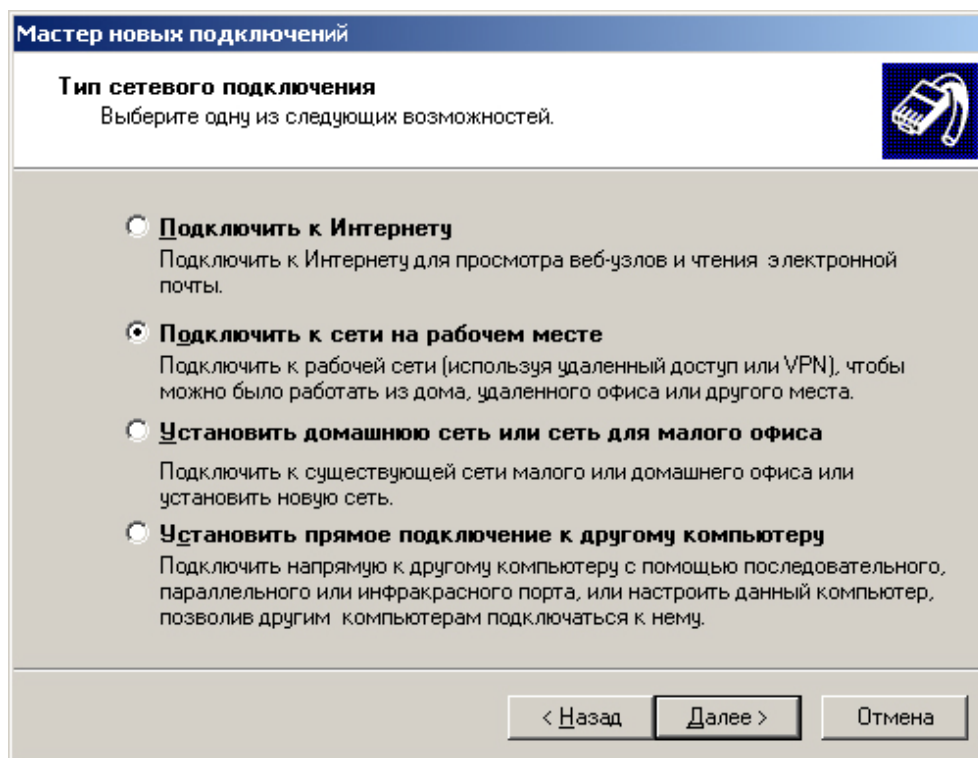 Мастер новых подключений
Тип сетевого подключения
Выберите одну из следующих возможностей.
Подключить к Интернету
Подключить к Интернету для просмотра веб-узлов и чтения электронной
почты.
Подключить к сети на рабочем месте
Подключить к рабочей сети (используя удаленный доступ или VPN), чтобы
можно было работать из дома, удаленного офиса или другого места.
Установить домашнюю сеть или сеть для малого офиса
Подключить к существующей сети малого или домашнего офиса или
установить новую сеть.
Установить прямое подключение к другому компьютеру
Подключить напрямую к другому компьютеру с помощью последовательного,
параллельного или инфракрасного порта, или настроить данный компьютер,
позволив другим компьютерам подключаться к нему.
< Назад Далее > Отмена